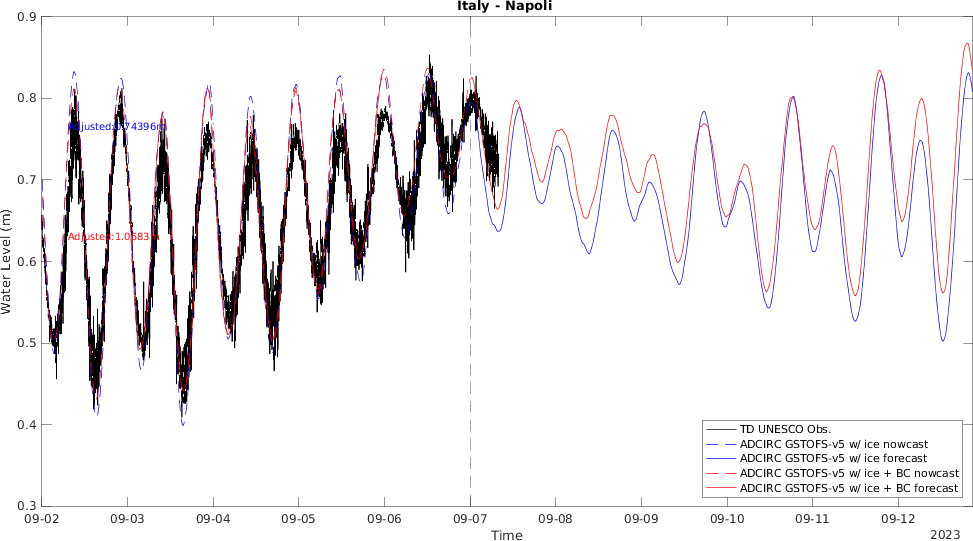 Italy - Napoli
0.9
0.8
0.7
0.6
0.5
0.4
0.3
Water Level (m)
Adjusted:1.0683m
TD UNESCO Obs.
ADCIRC GSTOFS-v5 w/ ice nowcast
ADCIRC GSTOFS-v5 w/ ice forecast
ADCIRC GSTOFS-v5 w/ ice + BC nowcast
ADCIRC GSTOFS-v5 w/ ice + BC forecast
09-02 09-03 09-04 09-05 09-06 09-07 09-08 09-09 09-10 09-11 09-12
Time
2023